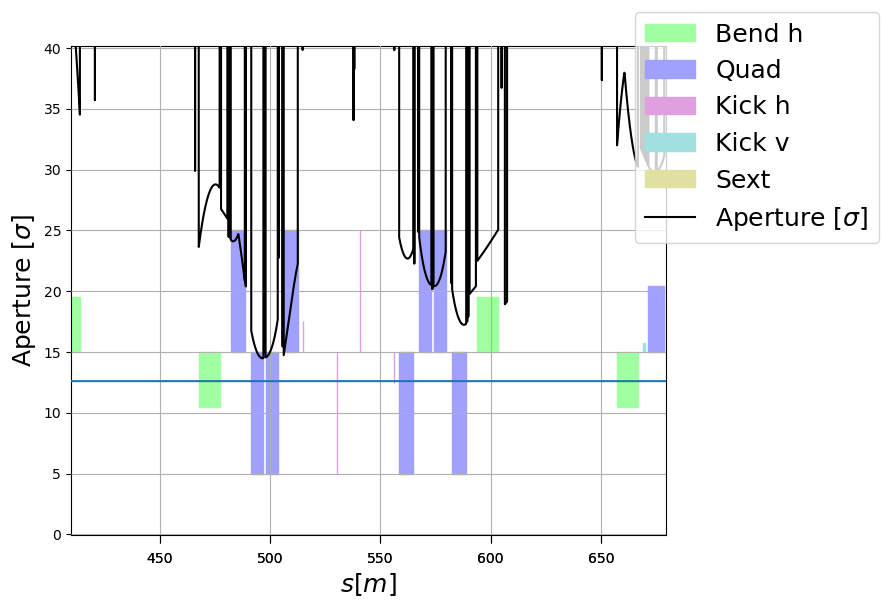 Bend h
Quad
Kick h
Kick v
Sext
Aperture [σ]
40
35
30
25
20
15
10
5
0
Aperture [σ]
450 500 550 600 650
s[m]